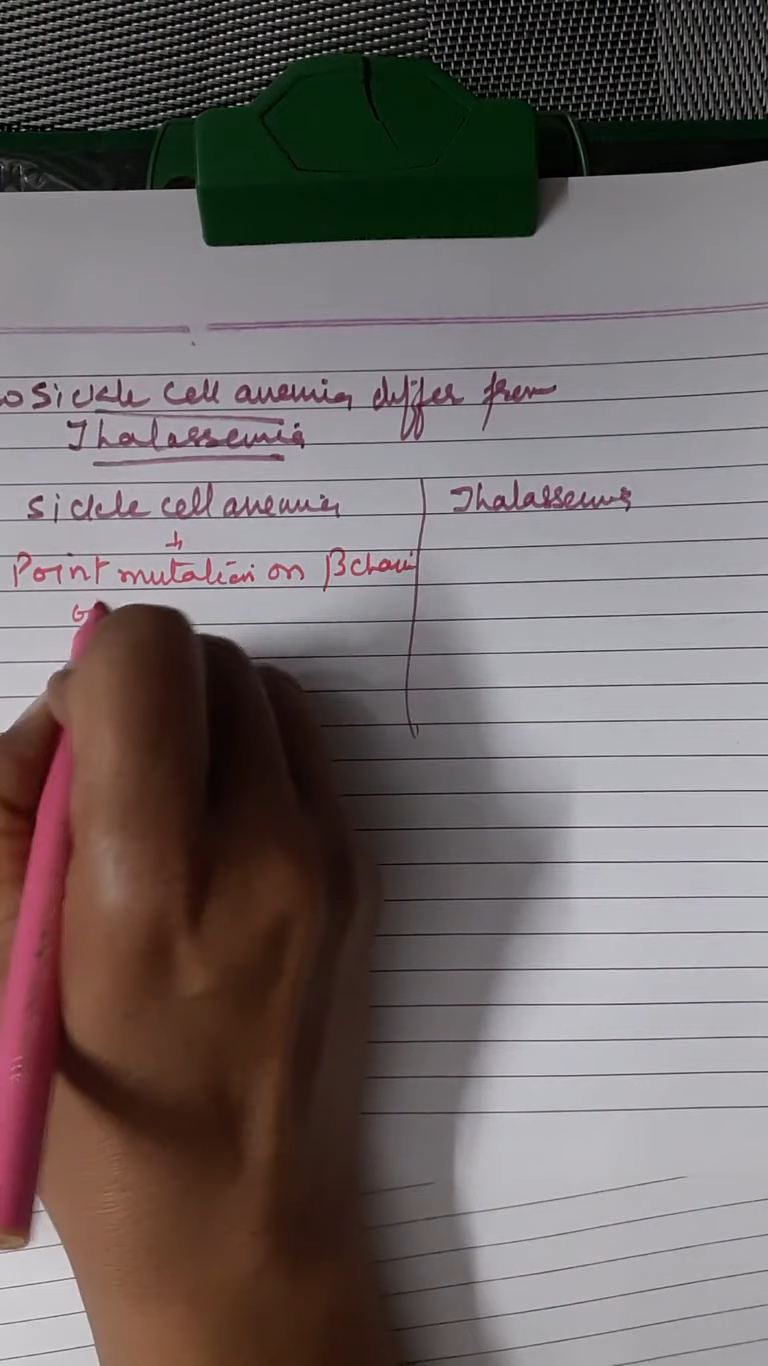 Sickle cell anemia differ from
Thalassemia
Sickle cell anemia
Thalassemia
↓
Point mutation on β chain
G